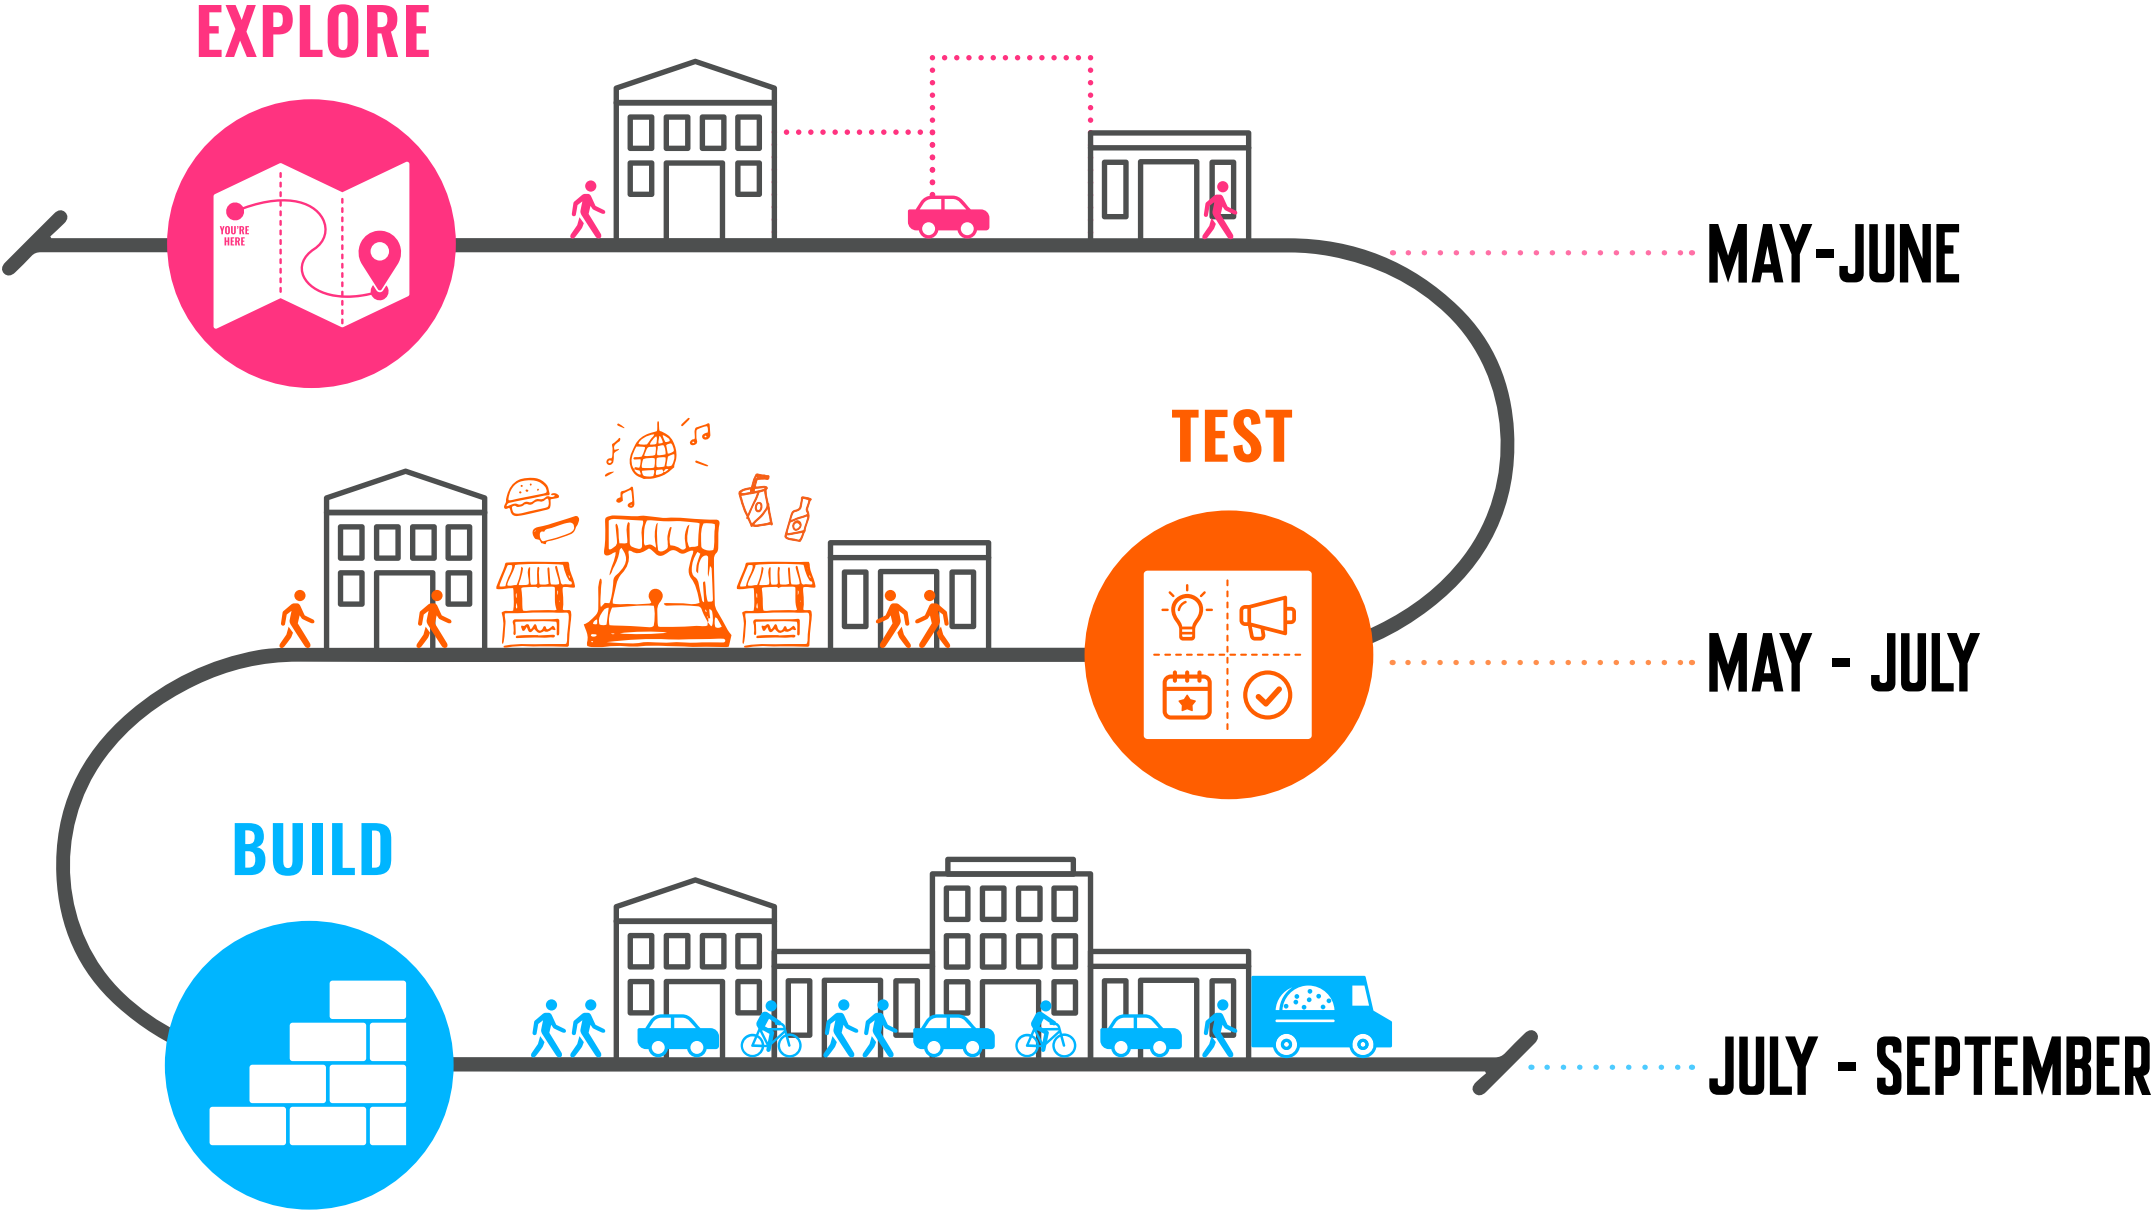 EXPLORE
YOU'RE
HERE
MAY-JUNE
TEST
MAY - JULY
BUILD
JULY - SEPTEMBER